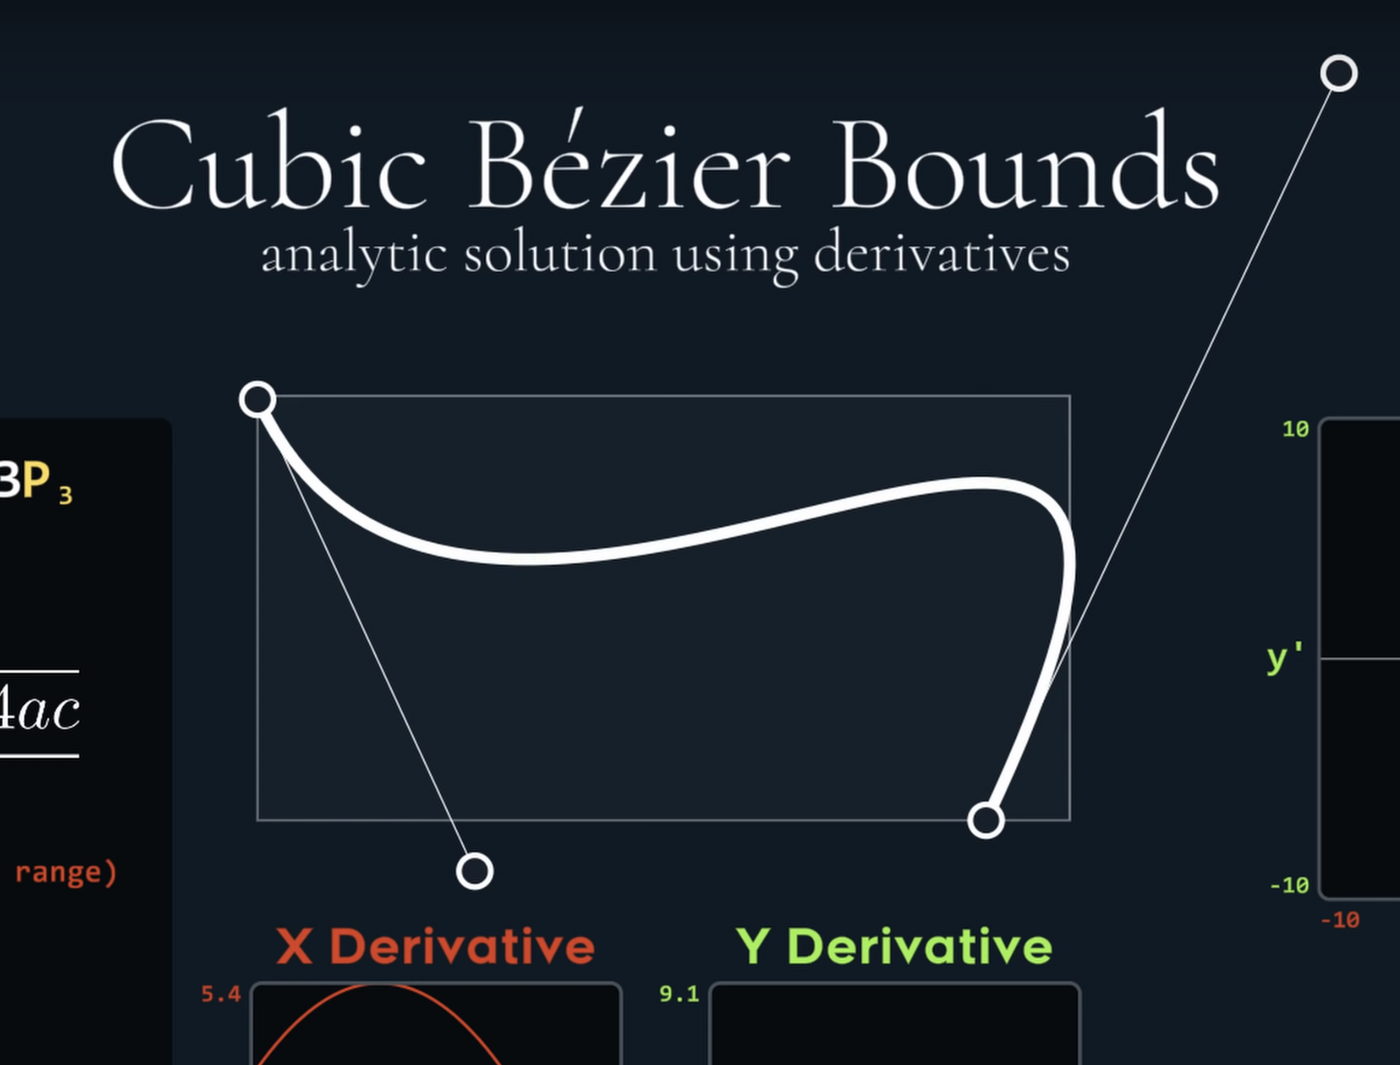 Cubic Bézier Bounds
analytic solution using derivatives
3P₃
4ac
range)
10
y'
-10
-10
X Derivative
5.4
Y Derivative
9.1